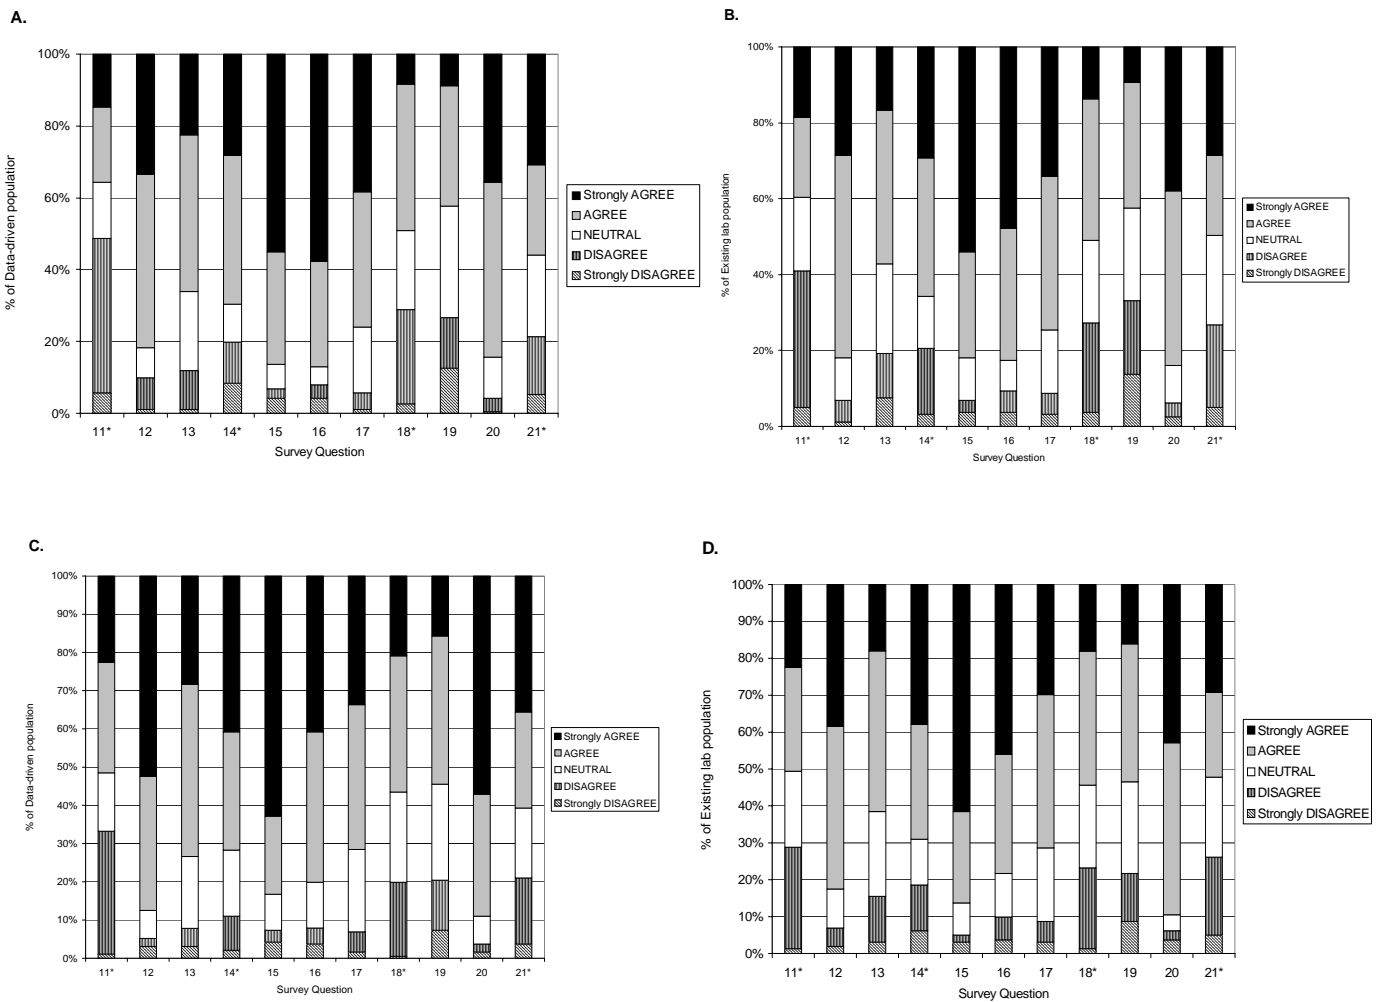 A.
100%
80%
60%
40%
20%
0%
% of Data-driven population
11* 12 13 14* 15 16 17 18* 19 20 21*
Survey Question
Strongly AGREE
AGREE
NEUTRAL
DISAGREE
Strongly DISAGREE
B.
100%
80%
60%
40%
20%
0%
% of Existing lab population
11* 12 13 14* 15 16 17 18* 19 20 21*
Survey Question
Strongly AGREE
AGREE
NEUTRAL
DISAGREE
Strongly DISAGREE
C.
100%
90%
80%
70%
60%
50%
40%
30%
20%
10%
0%
% of Data-driven population
11* 12 13 14* 15 16 17 18* 19 20 21*
Survey Question
Strongly AGREE
AGREE
NEUTRAL
DISAGREE
Strongly DISAGREE
D.
100%
90%
80%
70%
60%
50%
40%
30%
20%
10%
0%
% of Existing lab population
11* 12 13 14* 15 16 17 18* 19 20 21*
Survey Question
Strongly AGREE
AGREE
NEUTRAL
DISAGREE
Strongly DISAGREE